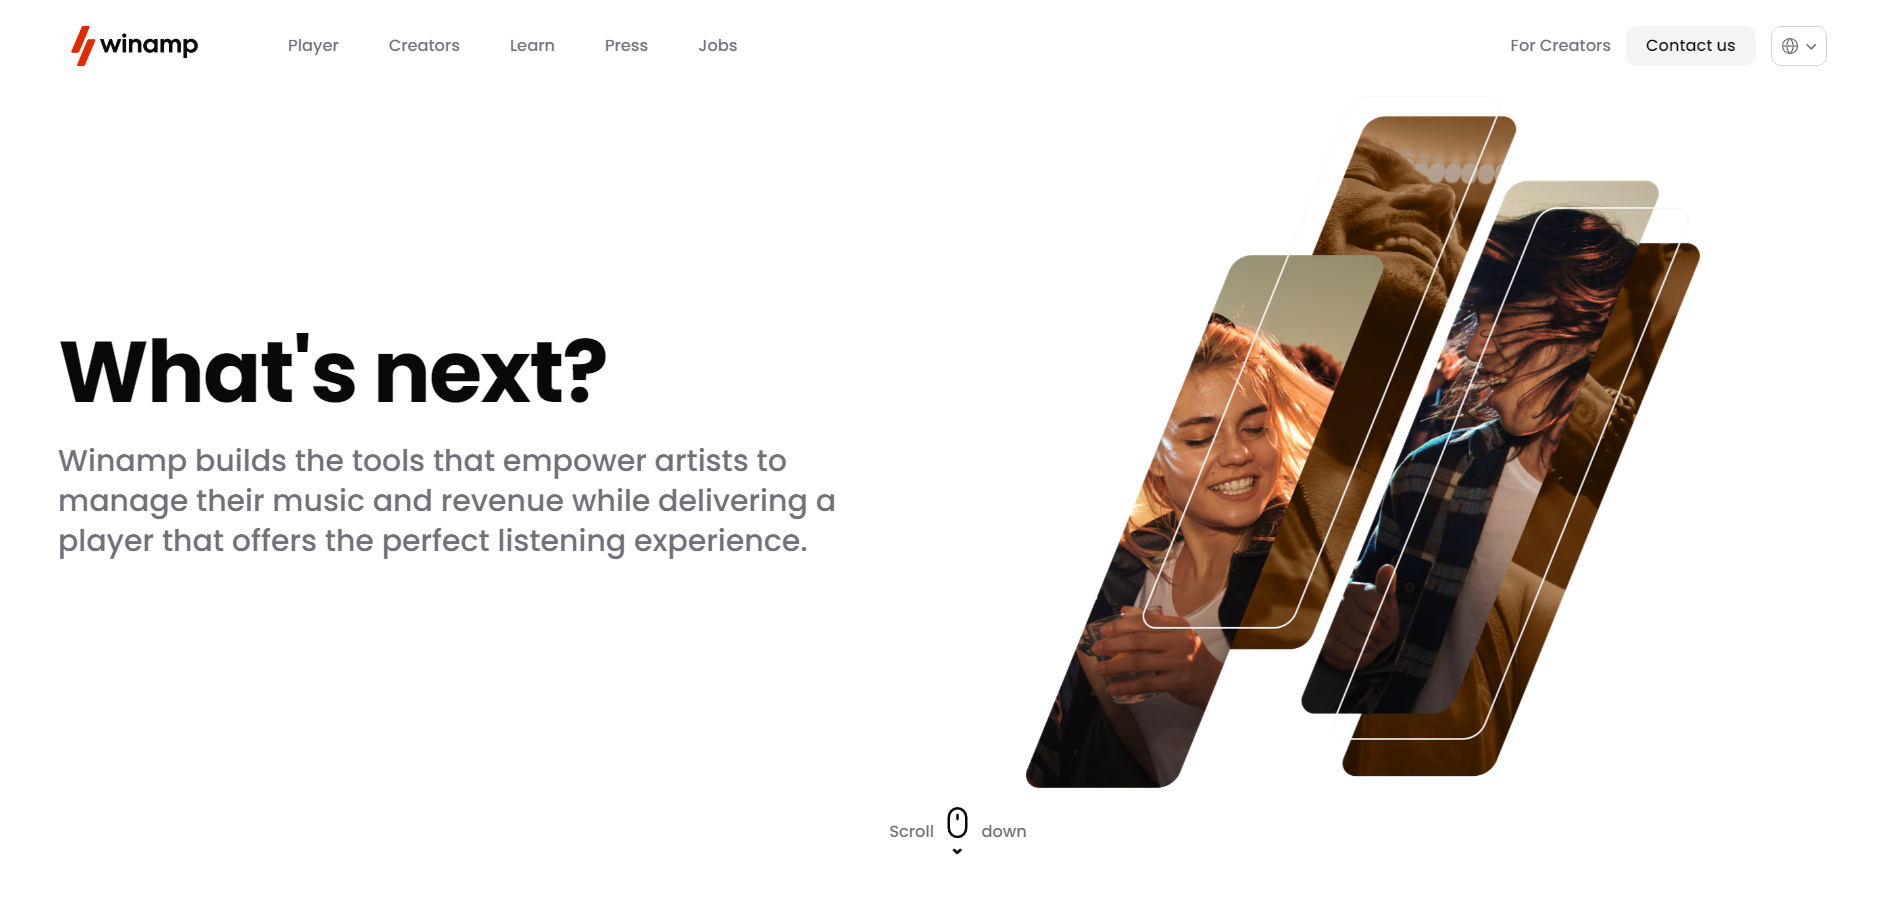 winamp
Player
Creators
Learn
Press
Jobs
For Creators
Contact us
What's next?
Winamp builds the tools that empower artists to
manage their music and revenue while delivering a
player that offers the perfect listening experience.
Scroll down